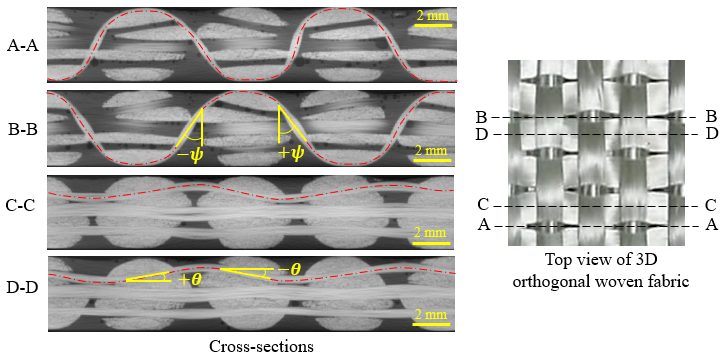 A-A
2 mm
B-B
−ψ
+ψ
2 mm
C-C
2 mm
D-D
+θ
−θ
2 mm
Cross-sections
B
B
D
D
C
C
A
A
Top view of 3D
orthogonal woven fabric